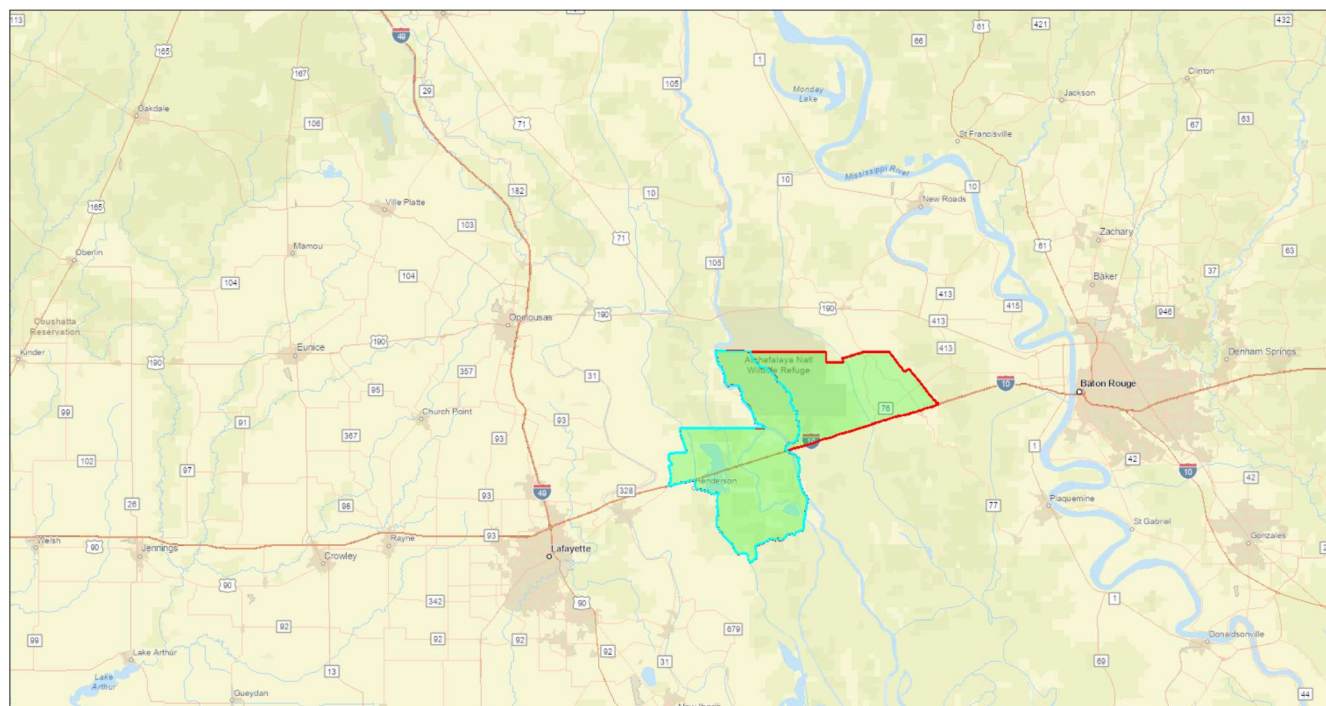 113
165
49
432
61
421
66
1
105
167
29
Monday
Lake
Clinton
Oakdale
Jackson
106
71
67
63
St Francisville
165
182
10
10
Mississippi River
10
Ville Platte
New Roads
103
71
61
Zachary
Mamou
63
Oberlin
104
104
105
37
Baker
413
415
Coushatta
Reservation
190
190
413
946
Opelousas
Kinder
190
Eunice
190
413
Denham Springs
Atchafalaya Natl
Wildlife Refuge
357
31
10
Baton Rouge
99
95
Church Point
93
76
91
367
93
10
1
42
102
97
93
10
Henderson
98
49
328
42
26
77
Plaquemine
St Gabriel
Welsh
90
Jennings
Rayne
93
Lafayette
Gonzales
Crowley
90
90
342
1
99
92
679
92
92
Donaldsonville
Lake Arthur
31
69
Lake
Arthur
13
Gueydan
44